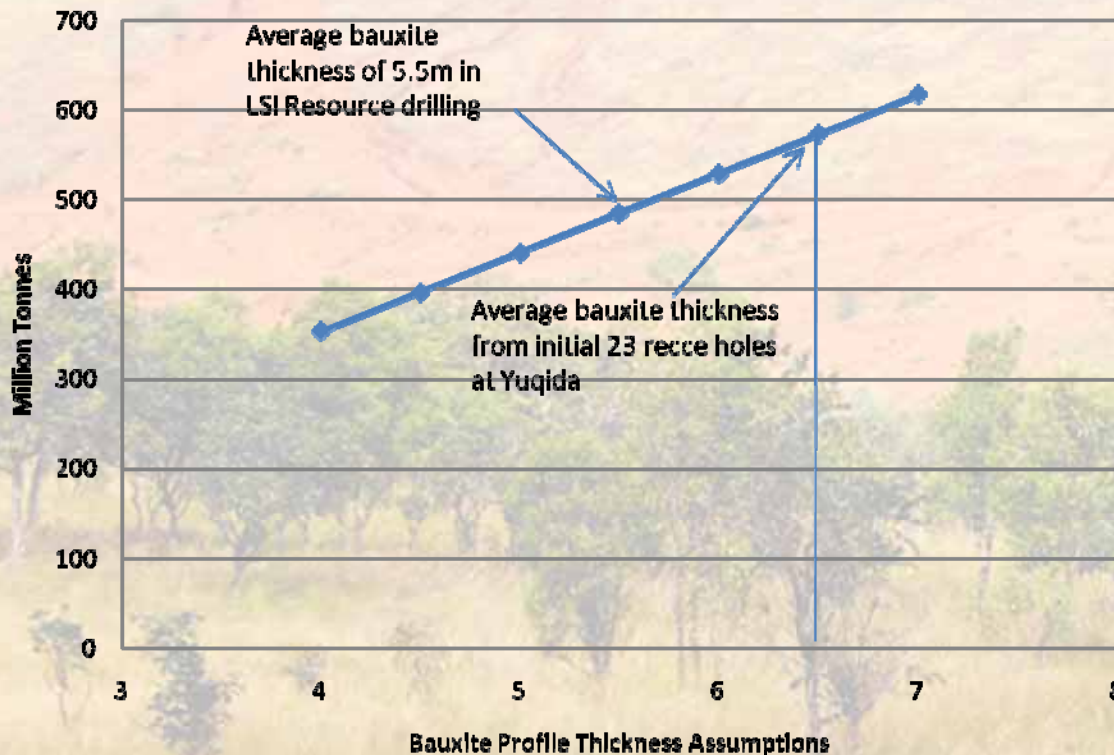 700
Average bauxite
thickness of 5.5m in
LSI Resource drilling
600
500
400
Average bauxite thickness
from initial 23 recce holes
at Yuqida
300
200
100
0
3 4 5 6 7 8
Million Tonnes
Bauxite Profile Thickness Assumptions